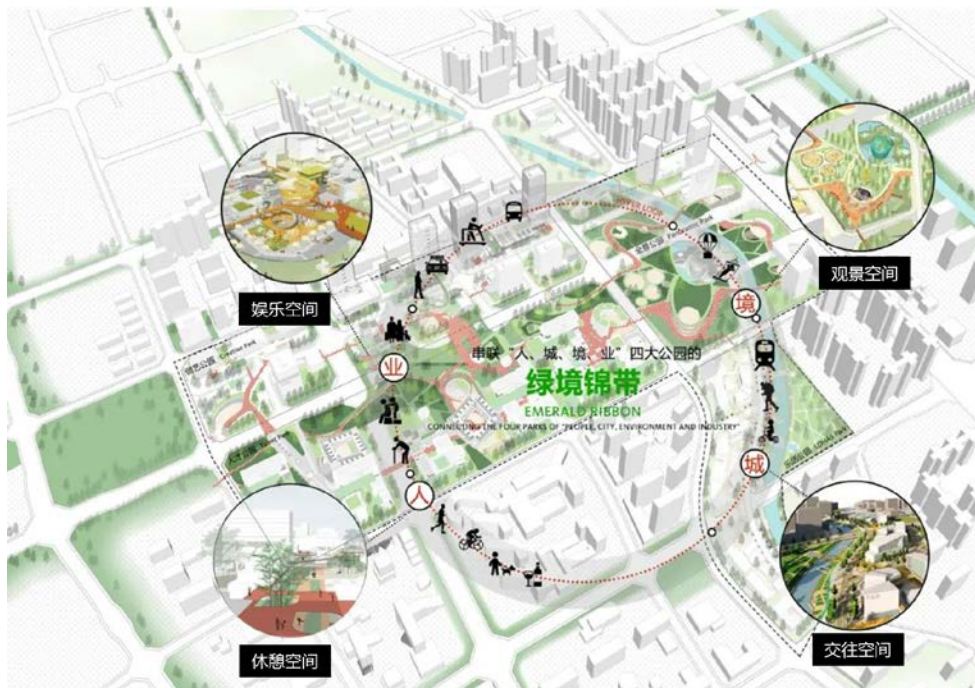 观景空间
娱乐空间
境
串联“人、城、境、业”四大公园的
业
绿境锦带
EMERALD RIBBON
CONNECTING THE FOUR PARKS OF "PEOPLE, CITY, ENVIRONMENT AND INDUSTRY"
城
人
休憩空间
交往空间